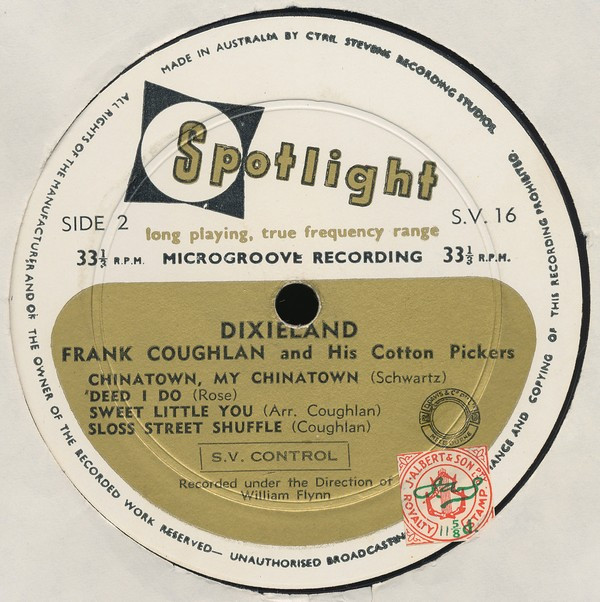 MADE IN AUSTRALIA BY CYRIL STEVENS RECORDING STUDIOS
Spotlight
SIDE 2
S.V. 16
long playing, true frequency range
33⅓ R.P.M. MICROGROOVE RECORDING 33⅓ R.P.M.
DIXIELAND
FRANK COUGHLAN and His Cotton Pickers
CHINATOWN, MY CHINATOWN (Schwartz)
'DEED I DO (Rose)
SWEET LITTLE YOU (Arr. Coughlan)
SLOSS STREET SHUFFLE (Coughlan)
S.V. CONTROL
Recorded under the Direction of
William Flynn
MELBOURNE
J. ALBERT & SON
ROYALTY STAMP
ALL RIGHTS OF THE MANUFACTURER AND OR THE OWNER OF THE RECORDED WORK RESERVED— UNAUTHORISED BROADCASTING
AND COPYING OF THIS RECORDING PROHIBITED.